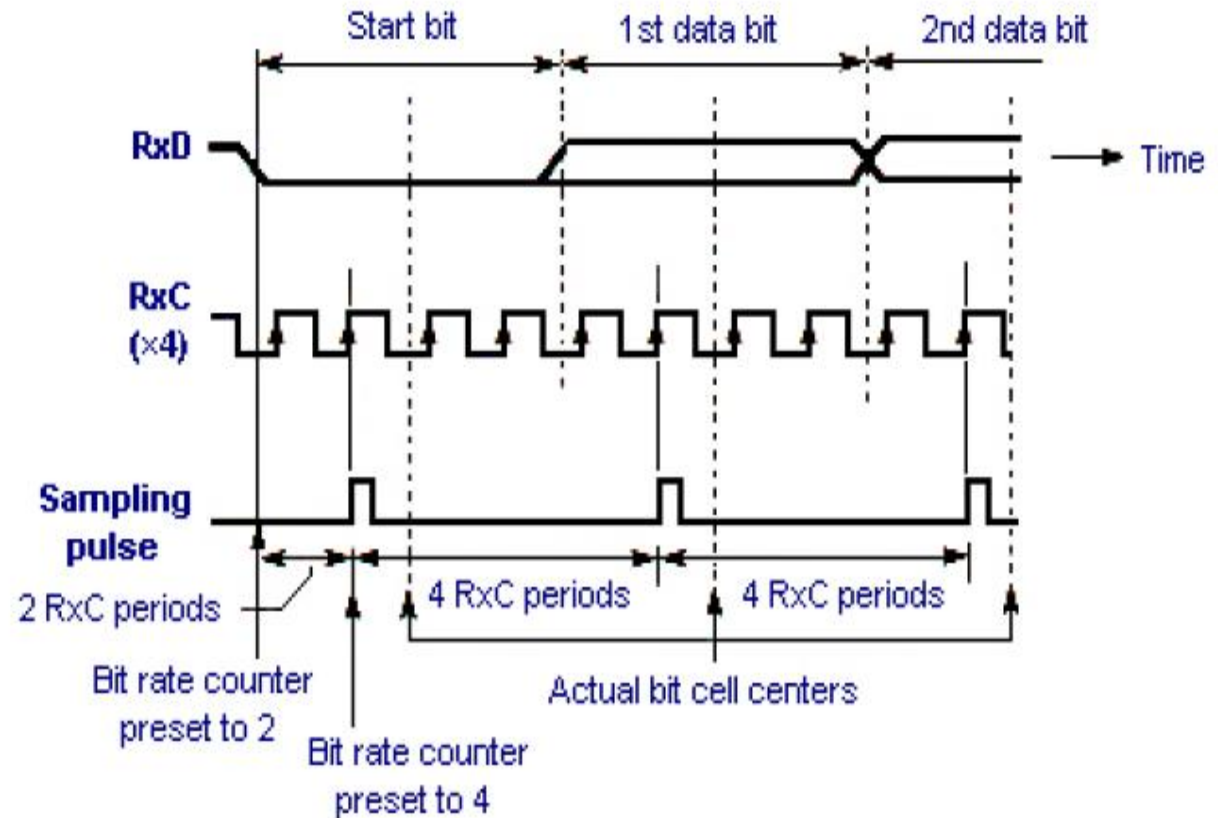 Start bit
1st data bit
2nd data bit
RxD
Time
RxC
(×4)
Sampling
pulse
2 RxC periods
4 RxC periods
4 RxC periods
Bit rate counter
preset to 2
Actual bit cell centers
Bit rate counter
preset to 4